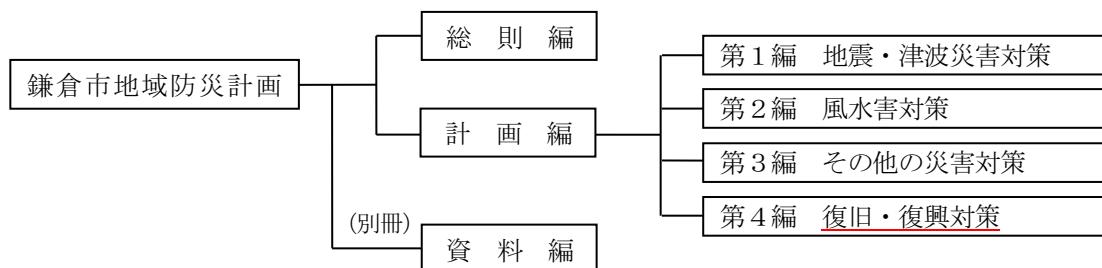 鎌倉市地域防災計画
総則編
計画編
(別冊)
資料編
第1編 地震・津波災害対策
第2編 風水害対策
第3編 その他の災害対策
第4編 復旧・復興対策